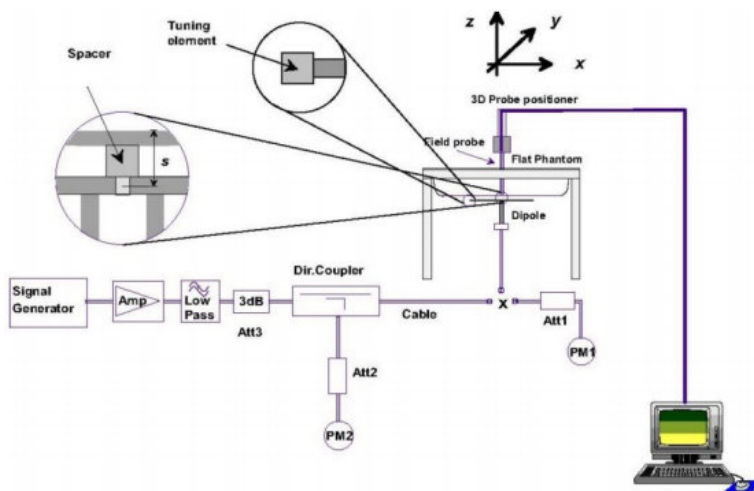 Tuning
element
Spacer
s
z
y
x
3D Probe positioner
Field probe
Flat Phantom
Dipole
Signal
Generator
Amp
Low
Pass
3dB
Att3
Dir.Coupler
Cable
x
Att1
PM1
Att2
PM2